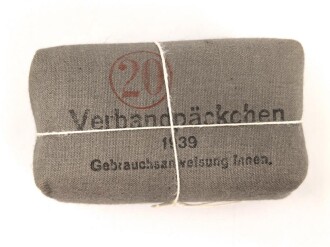 20
Verbandpäckchen
1939
Gebrauchsanweisung Innen.